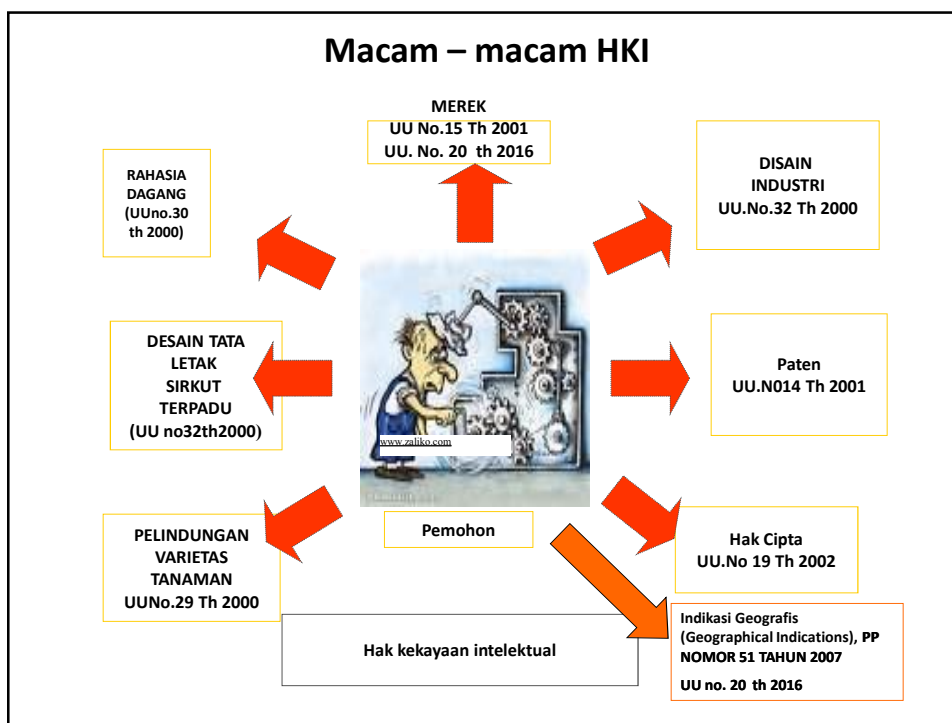 Macam – macam HKI
MEREK
UU No.15 Th 2001
UU. No. 20 th 2016
RAHASIA
DAGANG
(UUno.30
th 2000)
DISAIN
INDUSTRI
UU.No.32 Th 2000
DESAIN TATA
LETAK
SIRKUT
TERPADU
(UU no32th2000)
Paten
UU.N014 Th 2001
www.zaliko.com
Pemohon
PELINDUNGAN
VARIETAS
TANAMAN
UUNo.29 Th 2000
Hak Cipta
UU.No 19 Th 2002
Hak kekayaan intelektual
Indikasi Geografis
(Geographical Indications), PP
NOMOR 51 TAHUN 2007
UU no. 20 th 2016